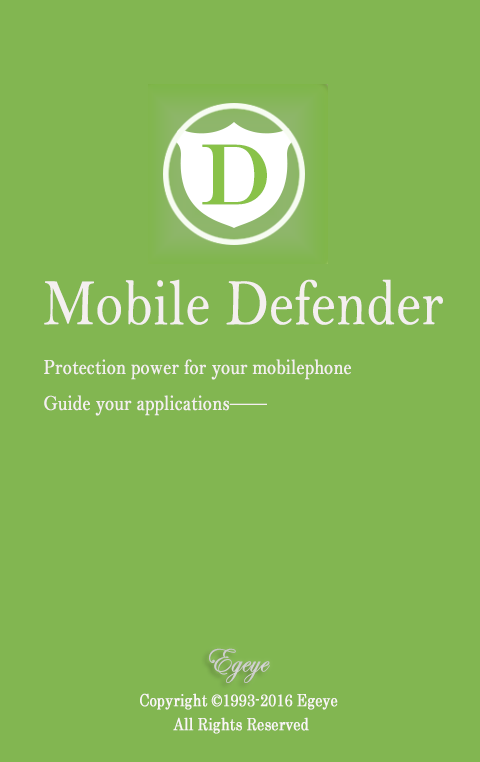 D
Mobile Defender
Protection power for your mobilephone
Guide your applications——
Egeye
Copyright ©1993-2016 Egeye
All Rights Reserved